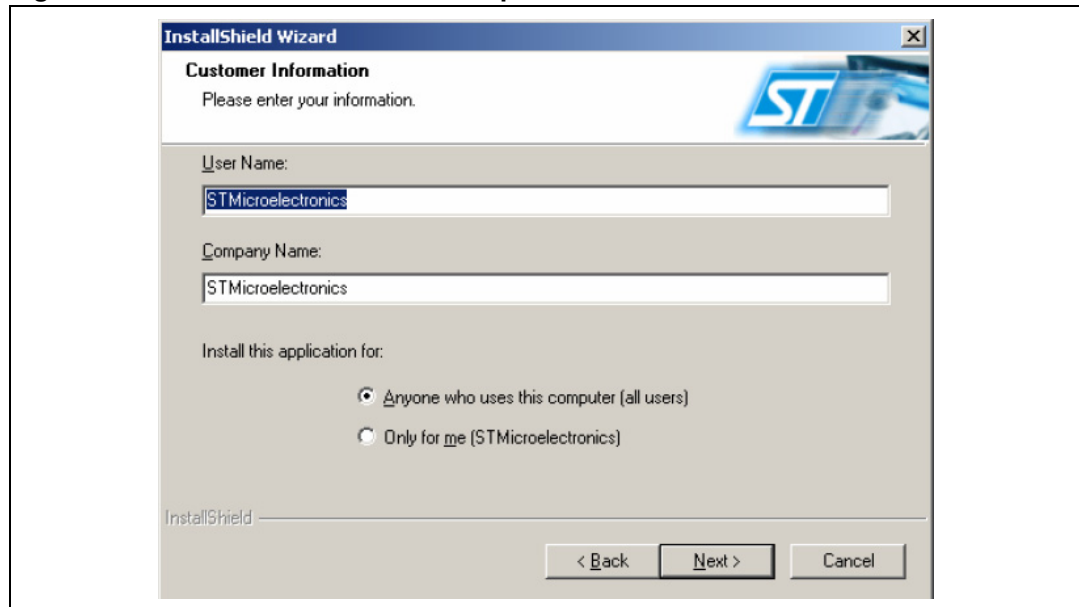 InstallShield Wizard
Customer Information
Please enter your information.
ST
User Name:
STMicroelectronics
Company Name:
STMicroelectronics
Install this application for:
Anyone who uses this computer (all users)
Only for me (STMicroelectronics)
InstallShield
< Back Next > Cancel